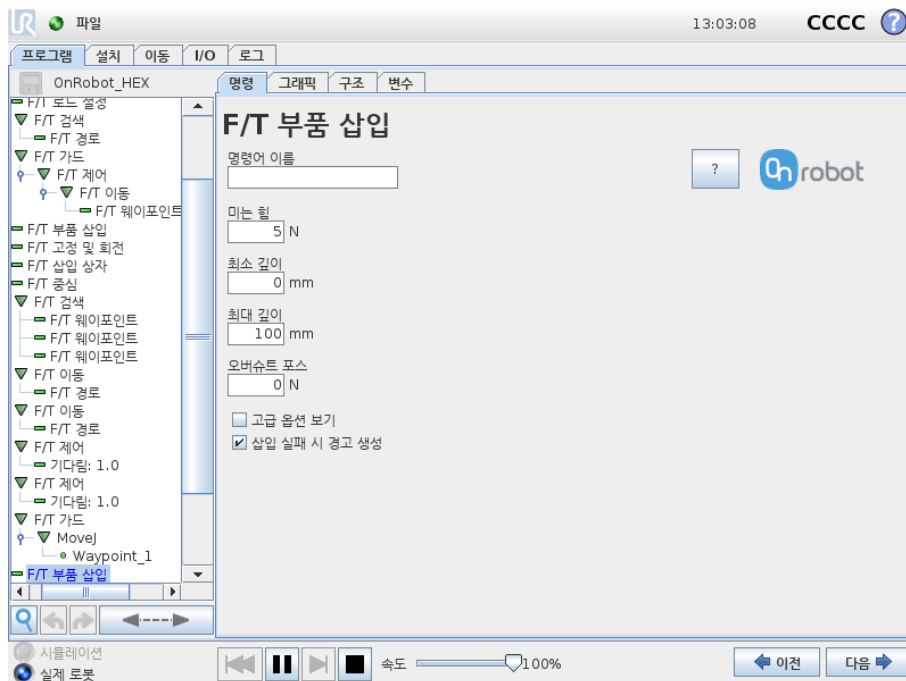 파일 13:03:08 CCCC ?
프로그램 설치 이동 I/O 로그
OnRobot_HEX 명령 그래픽 구조 변수
F/T 로드 설정
F/T 검색
F/T 경로
F/T 가드
F/T 제어
F/T 이동
F/T 웨이포인트
F/T 부품 삽입
F/T 고정 및 회전
F/T 삽입 상자
F/T 중심
F/T 검색
F/T 웨이포인트
F/T 웨이포인트
F/T 웨이포인트
F/T 이동
F/T 경로
F/T 이동
F/T 경로
F/T 제어
기다림: 1.0
F/T 제어
기다림: 1.0
F/T 가드
MoveJ
Waypoint_1
F/T 부품 삽입
F/T 부품 삽입
명령어 이름
? On robot
미는 힘
5 N
최소 깊이
0 mm
최대 깊이
100 mm
오버슈트 포스
0 N
고급 옵션 보기
삽입 실패 시 경고 생성
시뮬레이션
실제 로봇
속도 100%
이전 다음